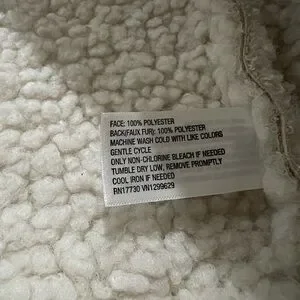 FACE: 100% POLYESTER
BACK(FAUX FUR): 100% POLYESTER
MACHINE WASH COLD WITH LIKE COLORS
GENTLE CYCLE
ONLY NON-CHLORINE BLEACH IF NEEDED
TUMBLE DRY LOW, REMOVE PROMPTLY
COOL IRON IF NEEDED
RN17730 VN1299629